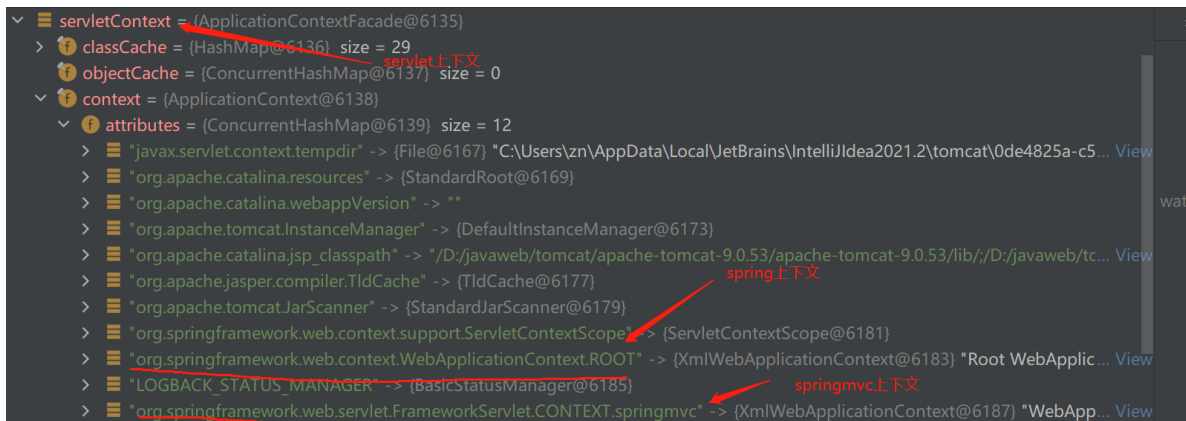 servletContext = {ApplicationContextFacade@6135}
classCache = {HashMap@6136} size = 29
servlet上下文
objectCache = {ConcurrentHashMap@6137} size = 0
context = {ApplicationContext@6138}
attributes = {ConcurrentHashMap@6139} size = 12
"javax.servlet.context.tempdir" -> {File@6167} "C:\Users\zn\AppData\Local\JetBrains\IntelliJIdea2021.2\tomcat\0de4825a-c5... View
"org.apache.catalina.resources" -> {StandardRoot@6169}
"org.apache.catalina.webappVersion" -> ""
wat
"org.apache.tomcat.InstanceManager" -> {DefaultInstanceManager@6173}
"org.apache.catalina.jsp_classpath" -> "/D:/javaweb/tomcat/apache-tomcat-9.0.53/apache-tomcat-9.0.53/lib/;/D:/javaweb/tc... View
spring上下文
"org.apache.jasper.compiler.TldCache" -> {TldCache@6177}
"org.apache.tomcat.JarScanner" -> {StandardJarScanner@6179}
"org.springframework.web.context.support.ServletContextScope" -> {ServletContextScope@6181}
"org.springframework.web.context.WebApplicationContext.ROOT" -> {XmlWebApplicationContext@6183} "Root WebApplic... View
"LOGBACK_STATUS_MANAGER" -> {BasicStatusManager@6185}
springmvc上下文
"org.springframework.web.servlet.FrameworkServlet.CONTEXT.springmvc" -> {XmlWebApplicationContext@6187} "WebApp... View